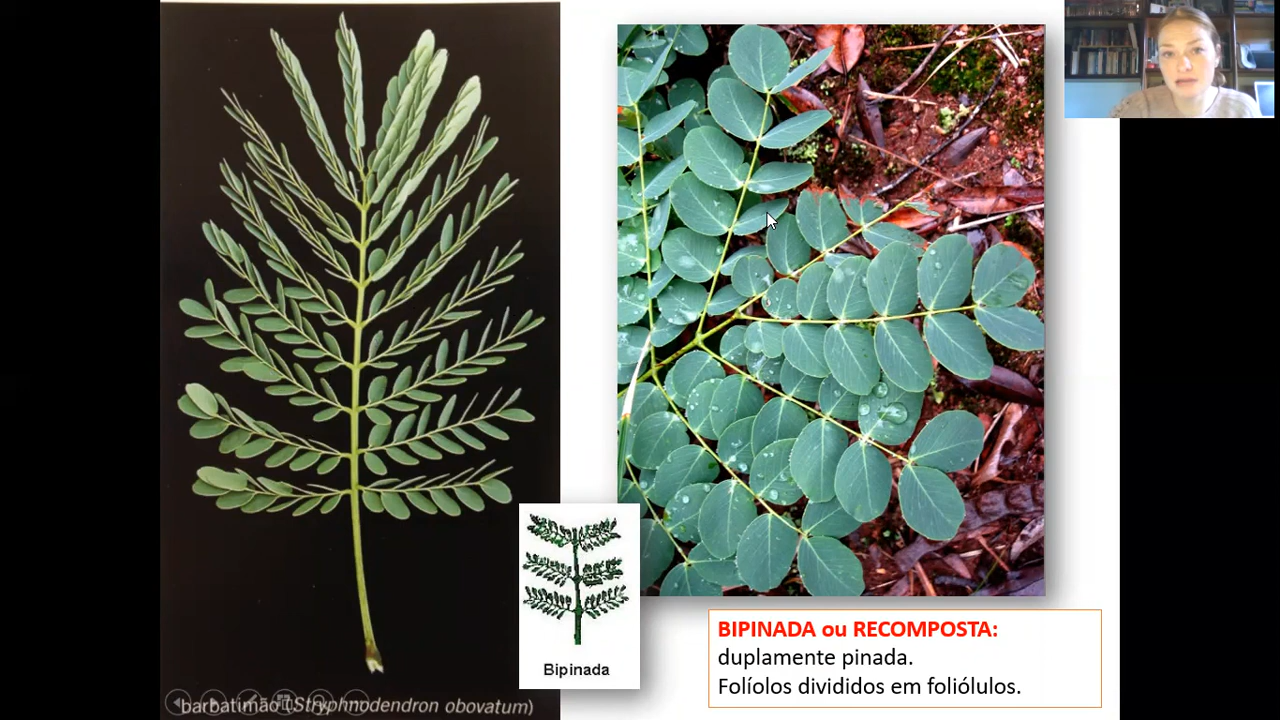 barbatimão (Stryphnodendron obovatum)
Bipinada
BIPINADA ou RECOMPOSTA:
duplamente pinada.
Folíolos divididos em foliólulos.